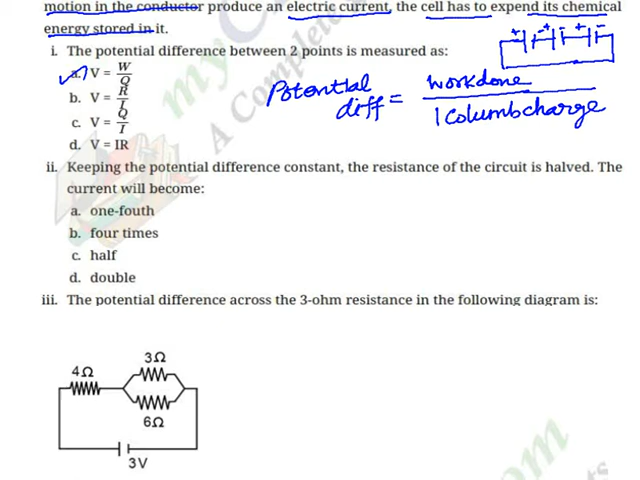 motion in the conductor produce an electric current, the cell has to expend its chemical
energy stored in it.
i. The potential difference between 2 points is measured as:
a. V = W/Q
b. V = R/I
c. V = Q/I
d. V = IR
Potential diff = workdone / 1 Columb charge
ii. Keeping the potential difference constant, the resistance of the circuit is halved. The
current will become:
a. one-fouth
b. four times
c. half
d. double
iii. The potential difference across the 3-ohm resistance in the following diagram is:
3Ω
4Ω
6Ω
3V